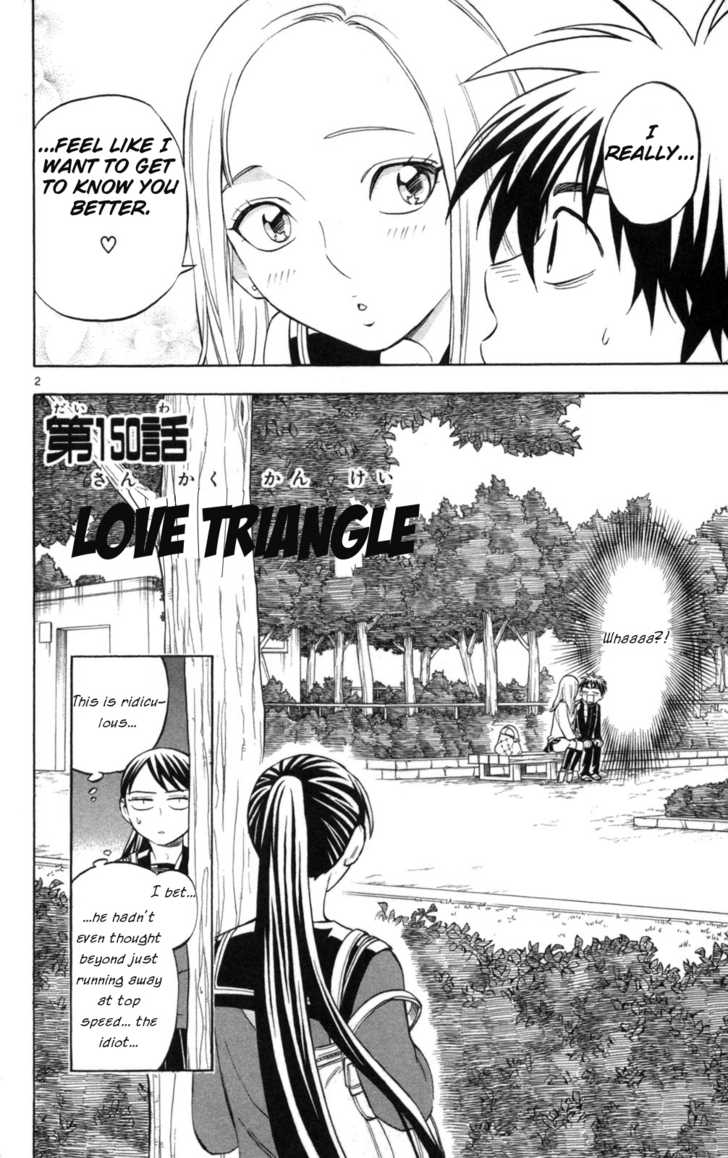 I
REALLY...
...FEEL LIKE I
WANT TO GET
TO KNOW YOU
BETTER.
♡
2
だい わ
第150話
さん かく かん けい
LOVE TRIANGLE
Whaaaa?!
This is ridicu-
lous...
I bet...
...he hadn't
even thought
beyond just
running away
at top
speed... the
idiot...